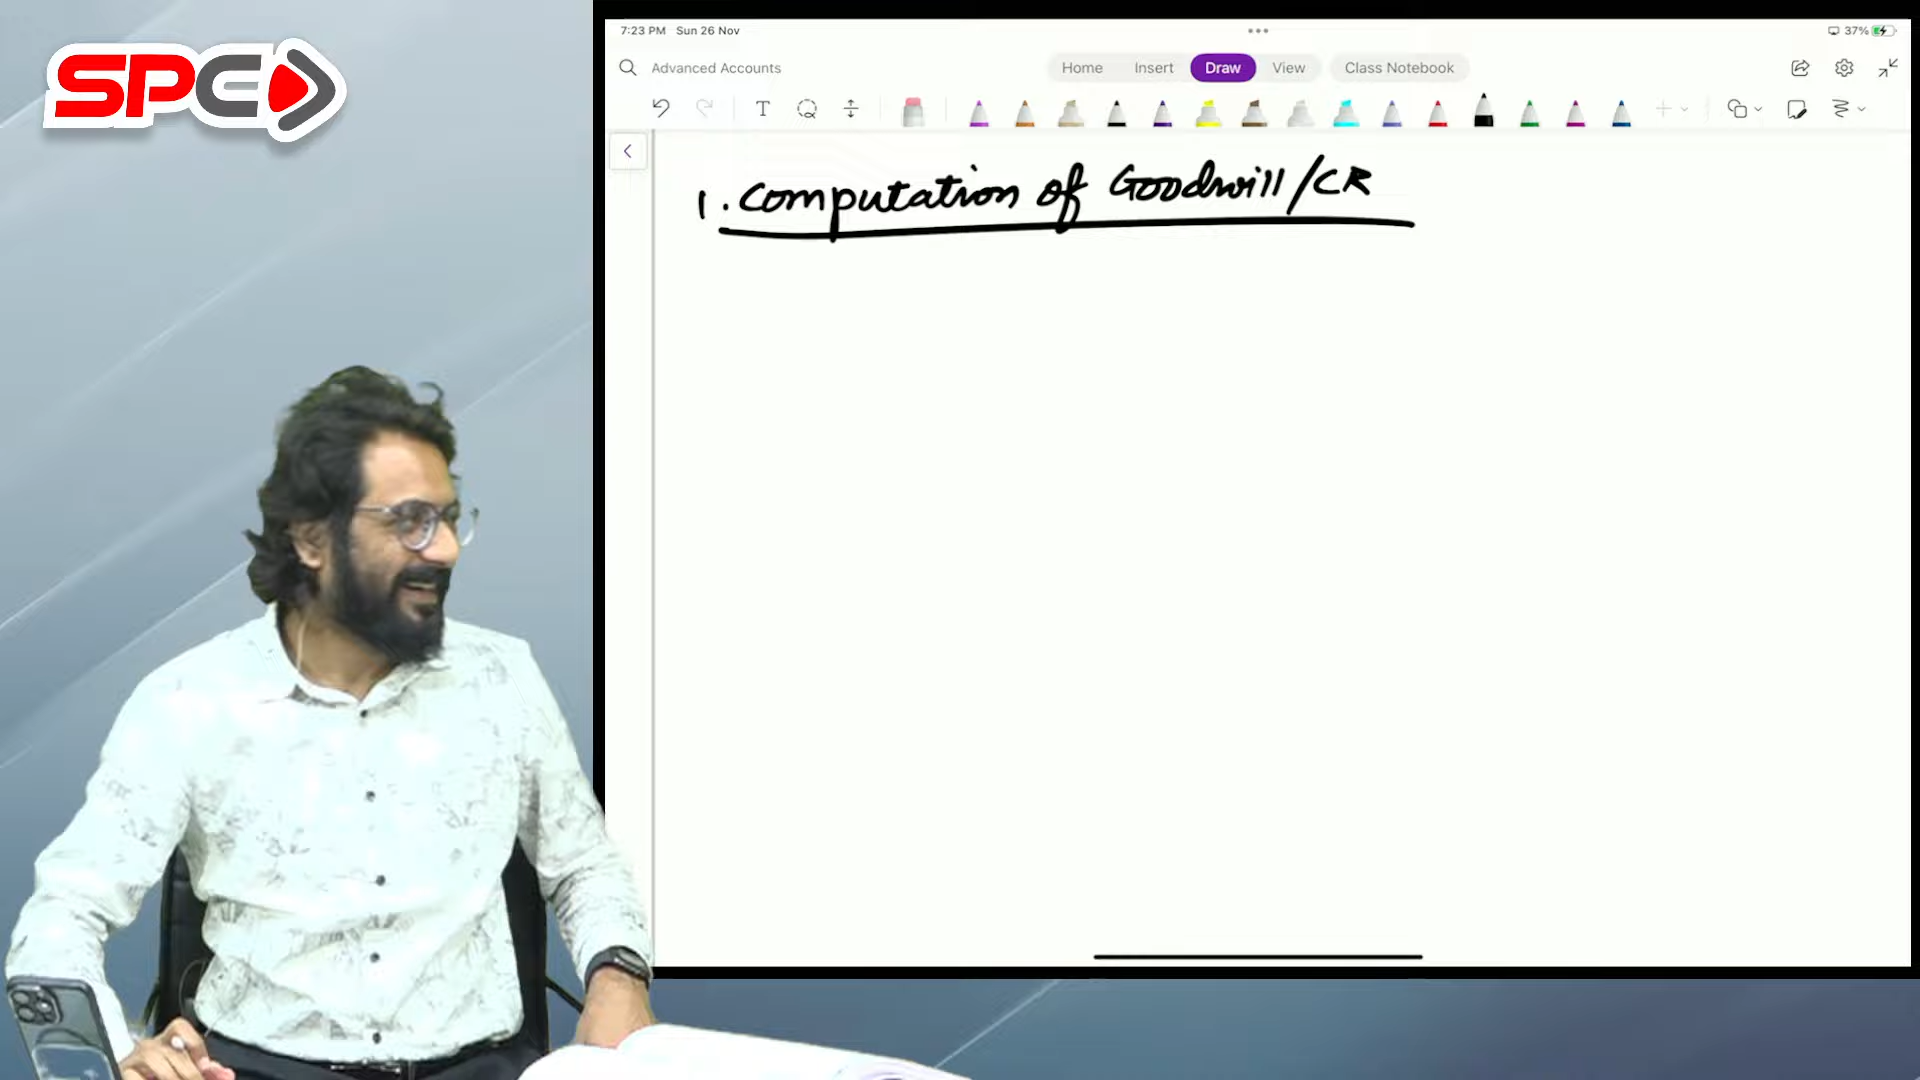 SPC
7:23 PM Sun 26 Nov
37%
Advanced Accounts
Home Insert Draw View Class Notebook
T
1. Computation of Goodwill/CR